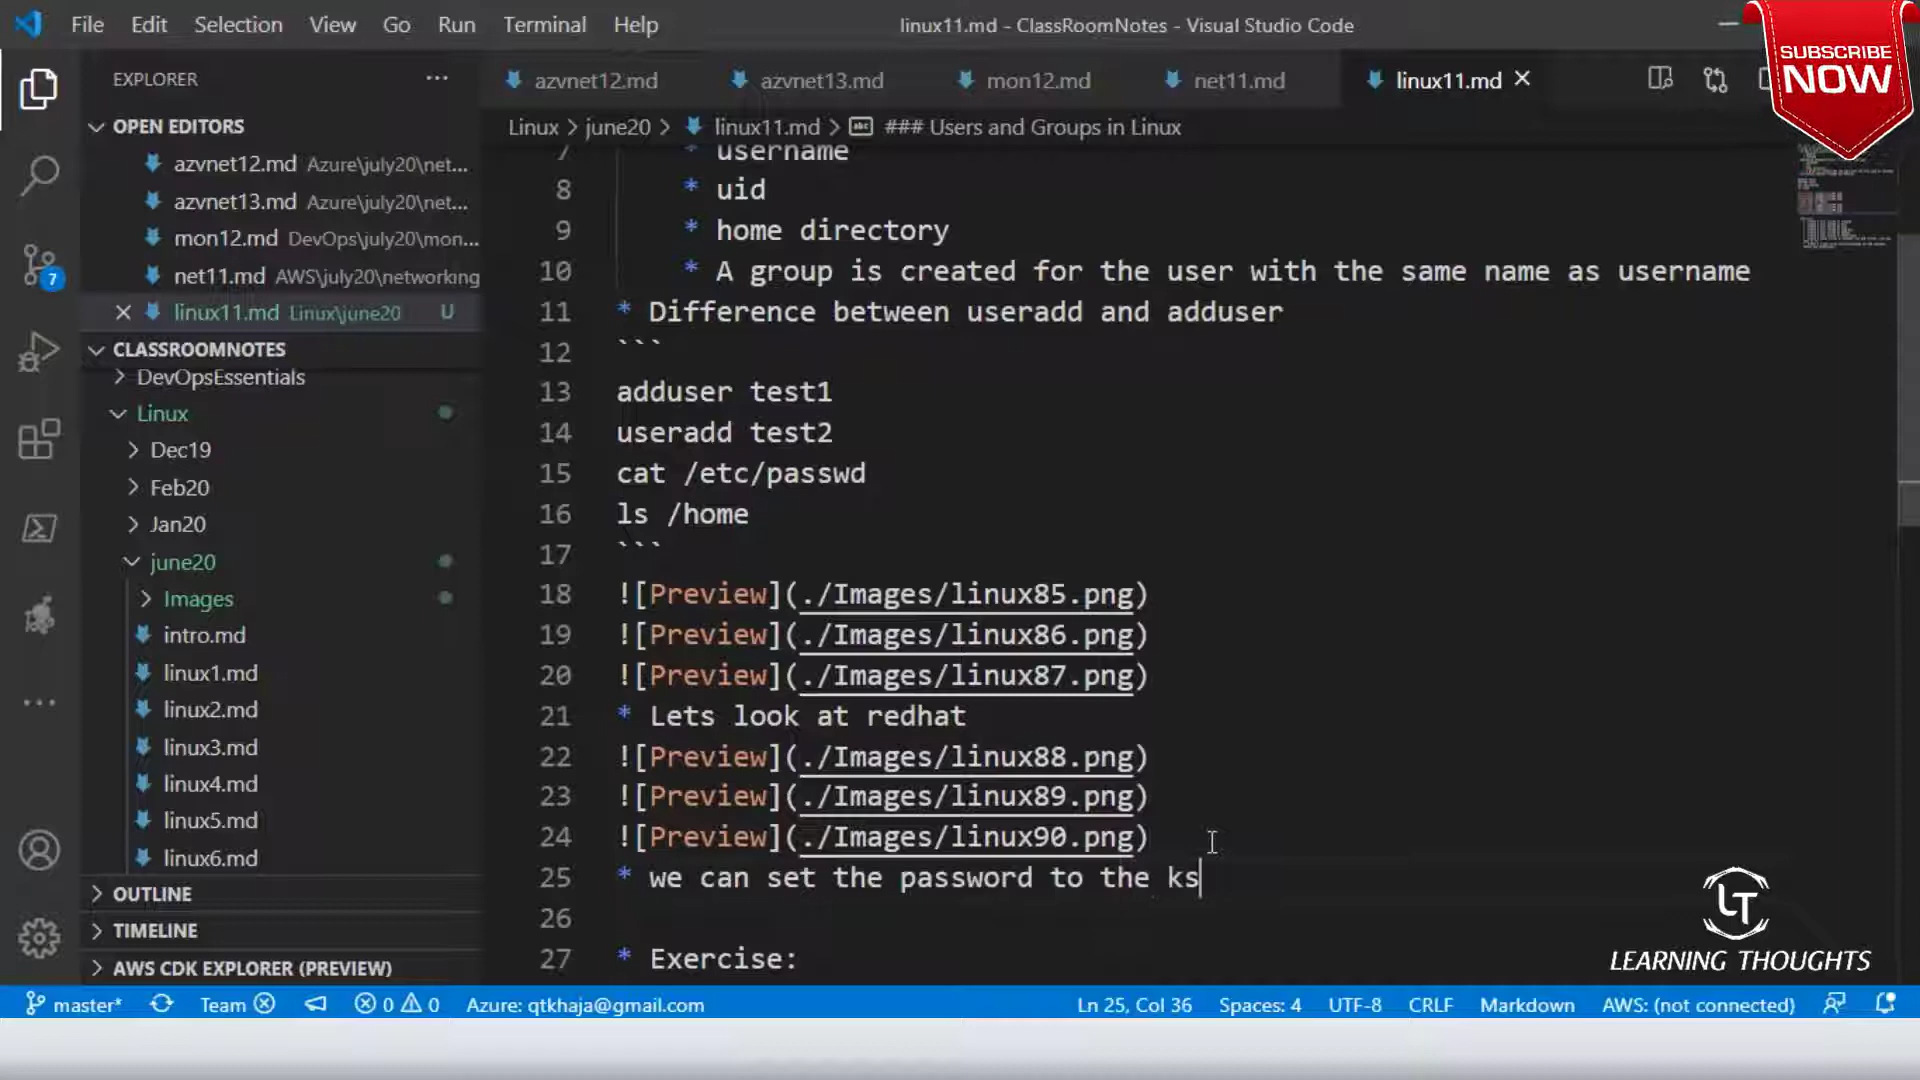 File Edit Selection View Go Run Terminal Help
linux11.md - ClassRoomNotes - Visual Studio Code
SUBSCRIBE
NOW
EXPLORER
azvnet12.md azvnet13.md mon12.md net11.md linux11.md
OPEN EDITORS
Linux > june20 > linux11.md > ### Users and Groups in Linux
azvnet12.md Azure\july20\net...
azvnet13.md Azure\july20\net...
mon12.md DevOps\july20\mon...
net11.md AWS\july20\networking
linux11.md Linux\june20 U
CLASSROOMNOTES
DevOpsEssentials
Linux
Dec19
Feb20
Jan20
june20
Images
intro.md
linux1.md
linux2.md
linux3.md
linux4.md
linux5.md
linux6.md
OUTLINE
TIMELINE
AWS CDK EXPLORER (PREVIEW)
7
7 * username
8 * uid
9 * home directory
10 * A group is created for the user with the same name as username
11 * Difference between useradd and adduser
12 ```
13 adduser test1
14 useradd test2
15 cat /etc/passwd
16 ls /home
17 ```
18 ![Preview](./Images/linux85.png)
19 ![Preview](./Images/linux86.png)
20 ![Preview](./Images/linux87.png)
21 * Lets look at redhat
22 ![Preview](./Images/linux88.png)
23 ![Preview](./Images/linux89.png)
24 ![Preview](./Images/linux90.png)
25 * we can set the password to the ks
26
27 * Exercise:
LT
LEARNING THOUGHTS
master* Team 0 0 Azure: qtkhaja@gmail.com Ln 25, Col 36 Spaces: 4 UTF-8 CRLF Markdown AWS: (not connected)